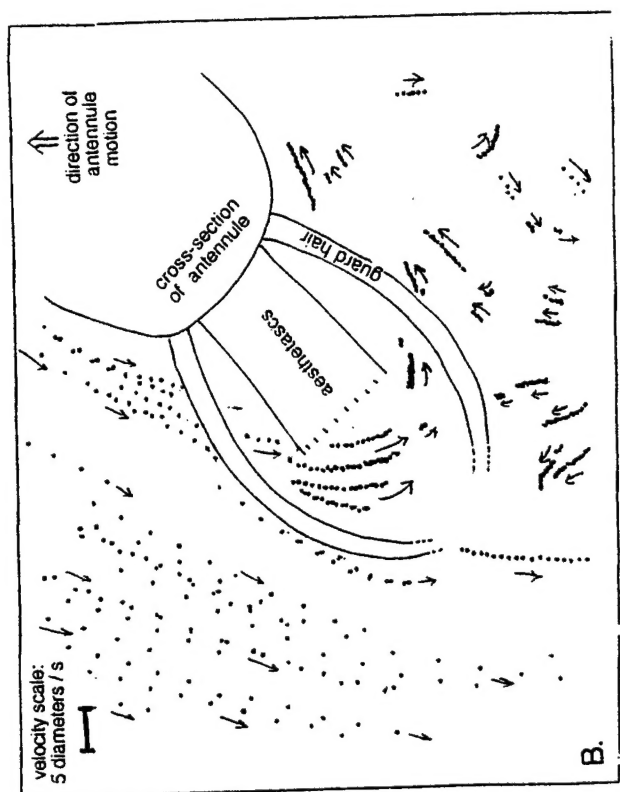 velocity scale:
5 diameters / s
direction of
antennule
motion
cross-section
of antennule
aesthetascs
guard hair
B.